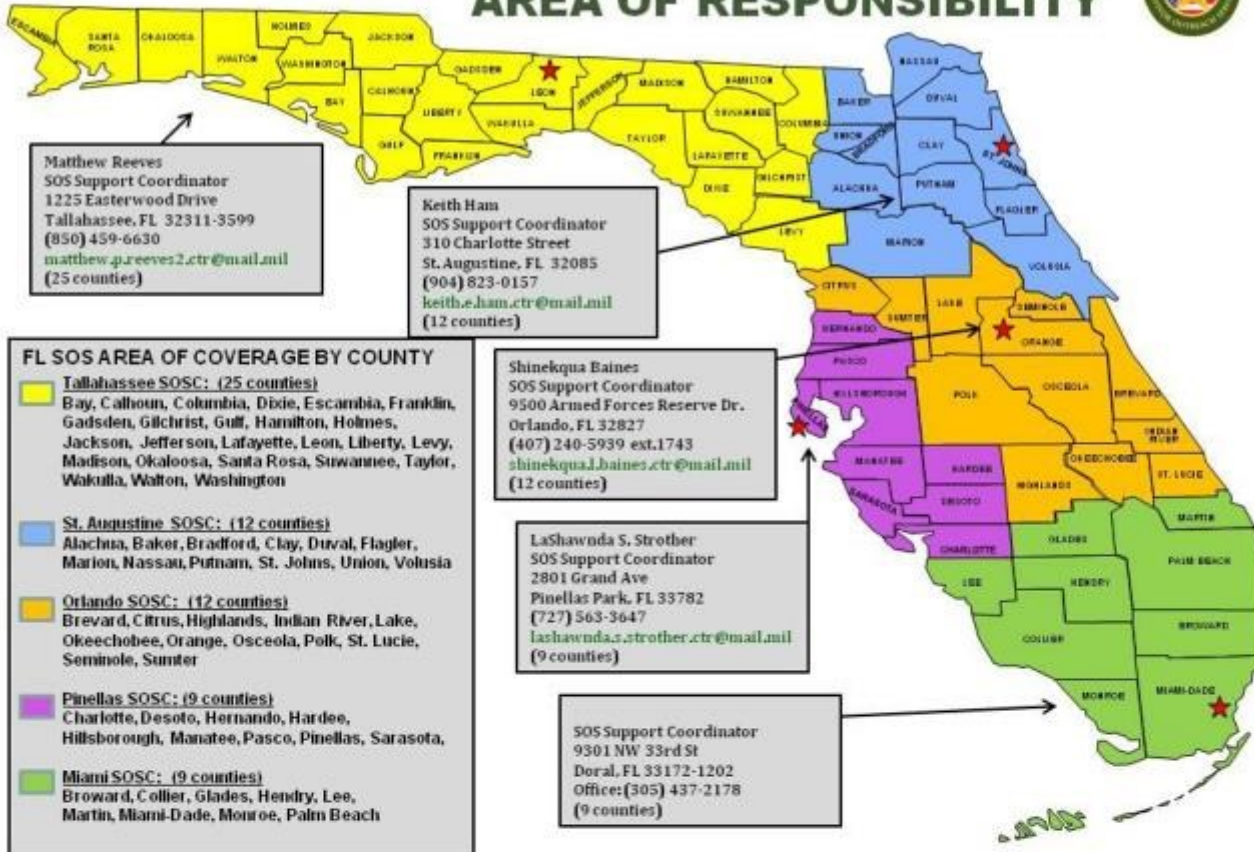 AREA OF RESPONSIBILITY
ESCAMBIA
SANTA
ROSA
OKALOOSA
WALTON
HOLMES
WASHINGTON
JACKSON
BAY
CALHOUN
GULF
GADSDEN
LIBERTY
FRANKLIN
LEON
WAKULLA
JEFFERSON
MADISON
TAYLOR
HAMILTON
SUWANNEE
LAFAYETTE
DIXIE
COLUMBIA
GILCHRIST
LEVY
NASSAU
BAKER
DUVAL
UNION
BRADFORD
CLAY
ST. JOHNS
ALACHUA
PUTNAM
FLAGLER
MARION
VOLUSIA
Matthew Reeves
SOS Support Coordinator
1225 Easterwood Drive
Tallahassee, FL 32311-3599
(850) 459-6630
matthew.p.reeves2.ctr@mail.mil
(25 counties)
Keith Ham
SOS Support Coordinator
310 Charlotte Street
St. Augustine, FL 32085
(904) 823-0157
keith.e.ham.ctr@mail.mil
(12 counties)
CITRUS
SUMTER
LAKE
SEMINOLE
ORANGE
HERNANDO
PASCO
HILLSBOROUGH
PINELLAS
POLK
OSCEOLA
BREVARD
INDIAN
RIVER
MANATEE
HARDEE
HIGHLANDS
OKEECHOBEE
ST. LUCIE
SARASOTA
DESOTO
CHARLOTTE
GLADES
MARTIN
LEE
HENDRY
PALM BEACH
COLLIER
BROWARD
MONROE
MIAMI-DADE
Shinekqua Baines
SOS Support Coordinator
9500 Armed Forces Reserve Dr.
Orlando, FL 32827
(407) 240-5939 ext.1743
shinekqua.l.baines.ctr@mail.mil
(12 counties)
LaShawnda S. Strother
SOS Support Coordinator
2801 Grand Ave
Pinellas Park, FL 33782
(727) 563-3647
lashawnda.s.strother.ctr@mail.mil
(9 counties)
SOS Support Coordinator
9301 NW 33rd St
Doral, FL 33172-1202
Office: (305) 437-2178
(9 counties)
FL SOS AREA OF COVERAGE BY COUNTY
Tallahassee SOSC: (25 counties)
Bay, Calhoun, Columbia, Dixie, Escambia, Franklin,
Gadsden, Gilchrist, Gulf, Hamilton, Holmes,
Jackson, Jefferson, Lafayette, Leon, Liberty, Levy,
Madison, Okaloosa, Santa Rosa, Suwannee, Taylor,
Wakulla, Walton, Washington
St. Augustine SOSC: (12 counties)
Alachua, Baker, Bradford, Clay, Duval, Flagler,
Marion, Nassau, Putnam, St. Johns, Union, Volusia
Orlando SOSC: (12 counties)
Brevard, Citrus, Highlands, Indian River, Lake,
Okeechobee, Orange, Osceola, Polk, St. Lucie,
Seminole, Sumter
Pinellas SOSC: (9 counties)
Charlotte, Desoto, Hernando, Hardee,
Hillsborough, Manatee, Pasco, Pinellas, Sarasota,
Miami SOSC: (9 counties)
Broward, Collier, Glades, Hendry, Lee,
Martin, Miami-Dade, Monroe, Palm Beach